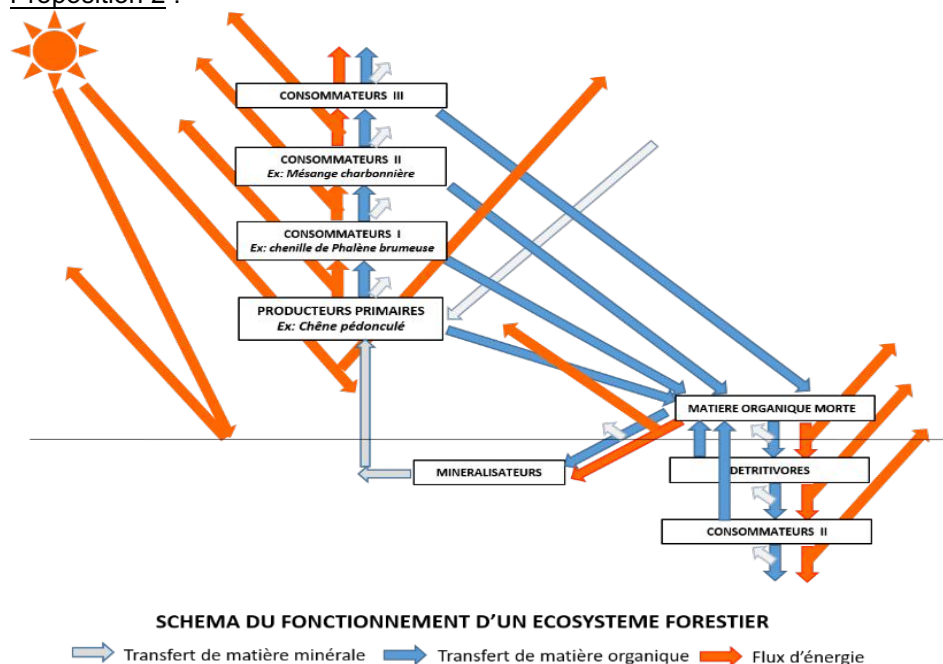 Proposition 2 :
CONSOMMATEURS III
CONSOMMATEURS II
Ex: Mésange charbonnière
CONSOMMATEURS I
Ex: chenille de Phalène brumeuse
PRODUCTEURS PRIMAIRES
Ex: Chêne pédonculé
MATIERE ORGANIQUE MORTE
MINERALISATEURS
DETRITIVORES
CONSOMMATEURS II
SCHEMA DU FONCTIONNEMENT D'UN ECOSYSTEME FORESTIER
Transfert de matière minérale
Transfert de matière organique
Flux d'énergie